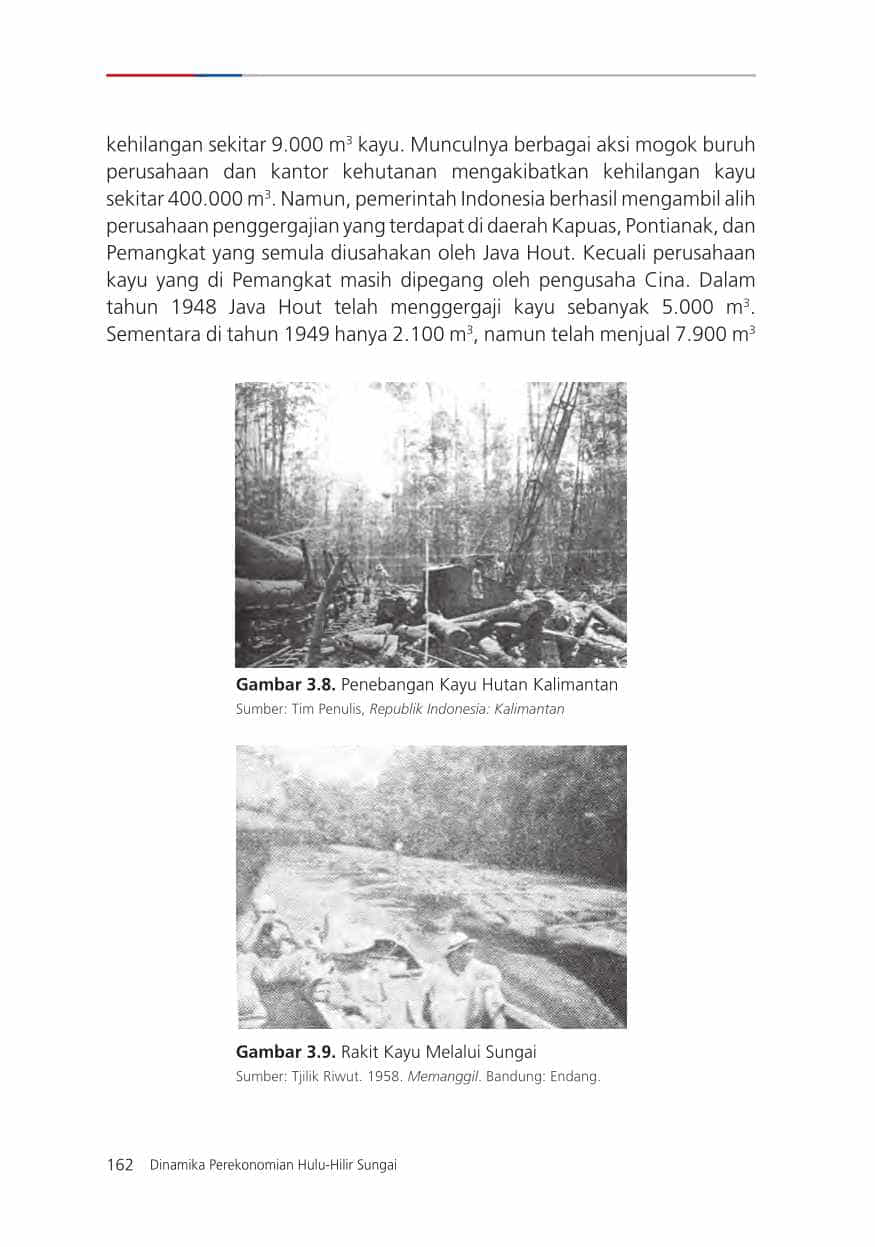 kehilangan sekitar 9.000 m³ kayu. Munculnya berbagai aksi mogok buruh
perusahaan dan kantor kehutanan mengakibatkan kehilangan kayu
sekitar 400.000 m³. Namun, pemerintah Indonesia berhasil mengambil alih
perusahaan penggergajian yang terdapat di daerah Kapuas, Pontianak, dan
Pemangkat yang semula diusahakan oleh Java Hout. Kecuali perusahaan
kayu yang di Pemangkat masih dipegang oleh pengusaha Cina. Dalam
tahun 1948 Java Hout telah menggergaji kayu sebanyak 5.000 m³.
Sementara di tahun 1949 hanya 2.100 m³, namun telah menjual 7.900 m³
Gambar 3.8. Penebangan Kayu Hutan Kalimantan
Sumber: Tim Penulis, Republik Indonesia: Kalimantan
Gambar 3.9. Rakit Kayu Melalui Sungai
Sumber: Tjilik Riwut. 1958. Memanggil. Bandung: Endang.
162 Dinamika Perekonomian Hulu-Hilir Sungai